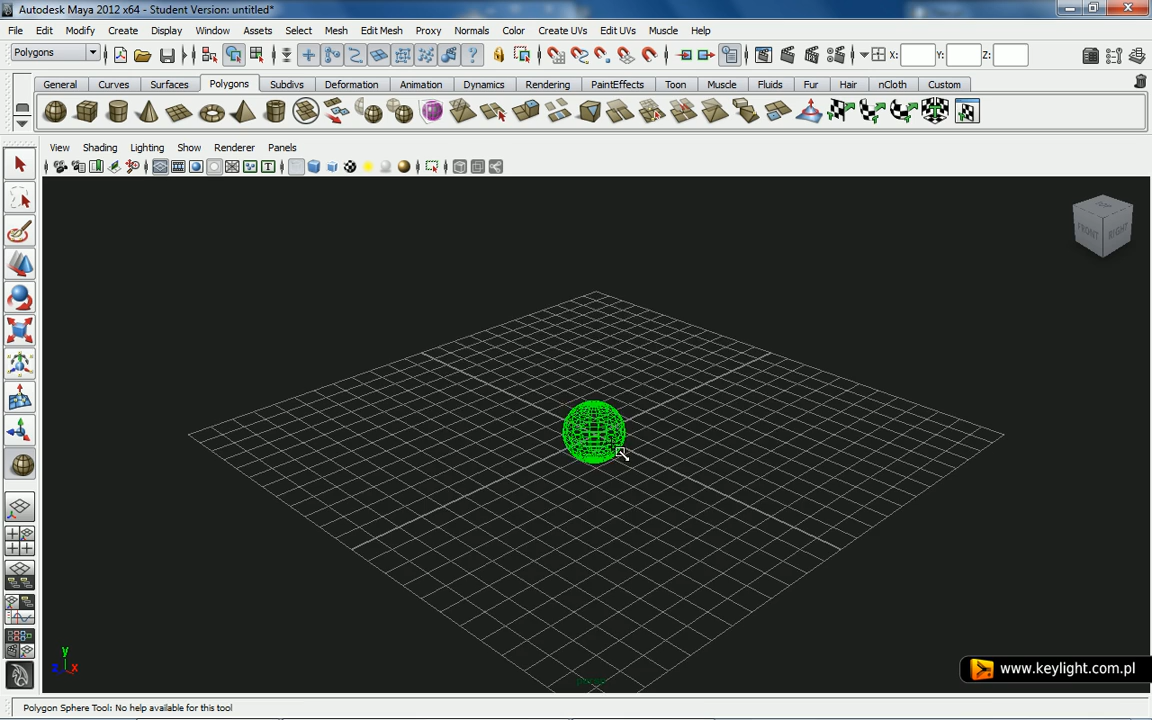 Autodesk Maya 2012 x64 - Student Version: untitled*
File Edit Modify Create Display Window Assets Select Mesh Edit Mesh Proxy Normals Color Create UVs Edit UVs Muscle Help
Polygons X: Y: Z:
General Curves Surfaces Polygons Subdivs Deformation Animation Dynamics Rendering PaintEffects Toon Muscle Fluids Fur Hair nCloth Custom
View Shading Lighting Show Renderer Panels
FRONT RIGHT
y
x
www.keylight.com.pl
Polygon Sphere Tool: No help available for this tool